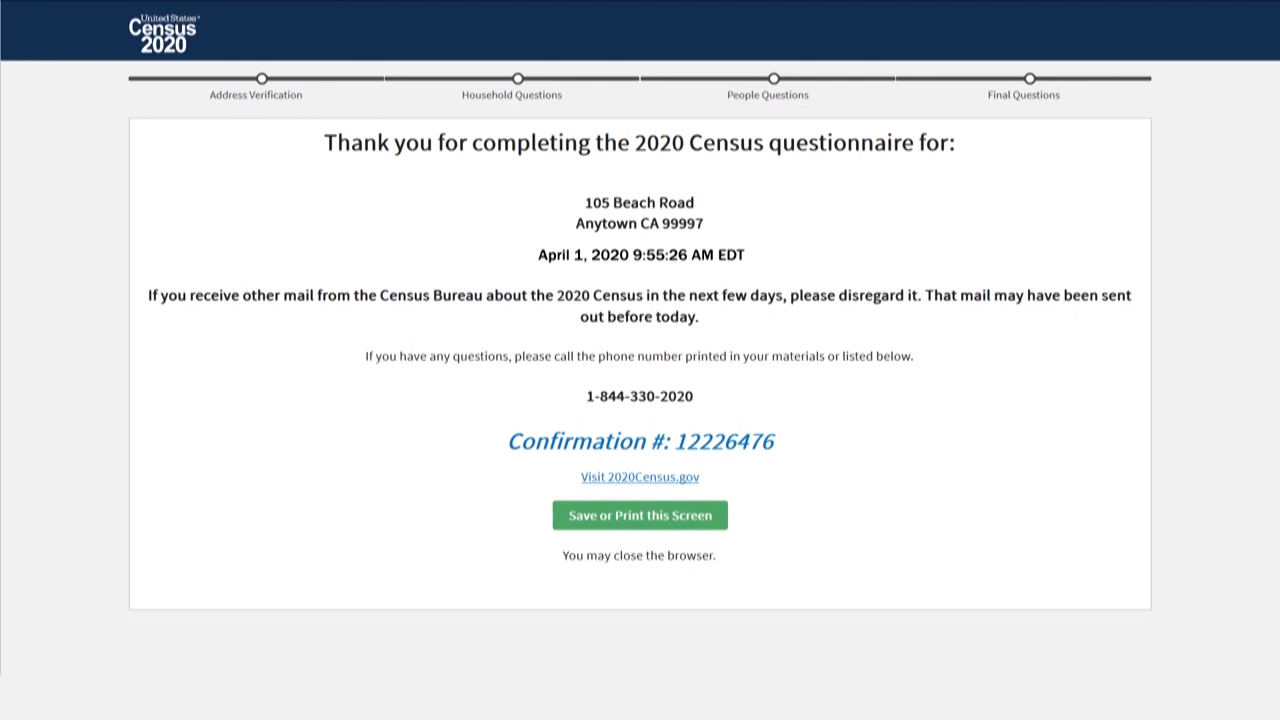 United States®
Census
2020
Address Verification
Household Questions
People Questions
Final Questions
Thank you for completing the 2020 Census questionnaire for:
105 Beach Road
Anytown CA 99997
April 1, 2020 9:55:26 AM EDT
If you receive other mail from the Census Bureau about the 2020 Census in the next few days, please disregard it. That mail may have been sent
out before today.
If you have any questions, please call the phone number printed in your materials or listed below.
1-844-330-2020
Confirmation #: 12226476
Visit 2020Census.gov
Save or Print this Screen
You may close the browser.